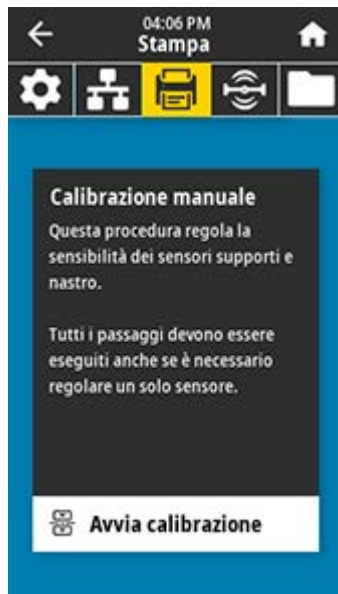 04:06 PM
Stampa
Calibrazione manuale
Questa procedura regola la
sensibilità dei sensori supporti e
nastro.
Tutti i passaggi devono essere
eseguiti anche se è necessario
regolare un solo sensore.
Avvia calibrazione